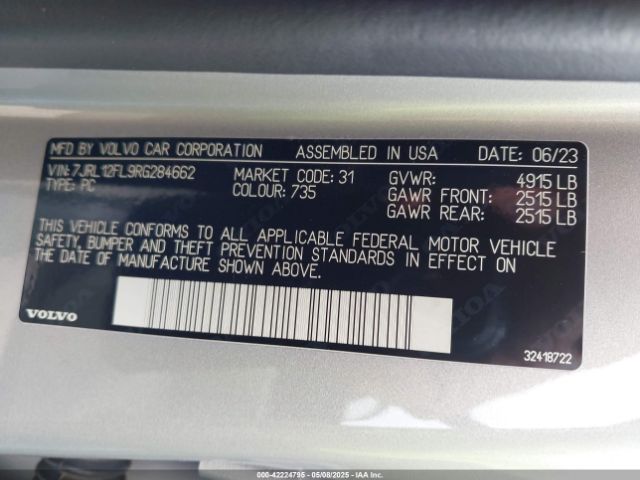 MFD BY VOLVO CAR CORPORATION ASSEMBLED IN USA DATE: 06/23
VIN: 7JRL12FL9RG284662 MARKET CODE: 31 GVWR: 4915 LB
TYPE: PC COLOUR: 735 GAWR FRONT: 2515 LB
GAWR REAR: 2515 LB
THIS VEHICLE CONFORMS TO ALL APPLICABLE FEDERAL MOTOR VEHICLE
SAFETY, BUMPER AND THEFT PREVENTION STANDARDS IN EFFECT ON
THE DATE OF MANUFACTURE SHOWN ABOVE.
VOLVO
32418722
000-42224795 - 05/08/2025 - IAAI.COM